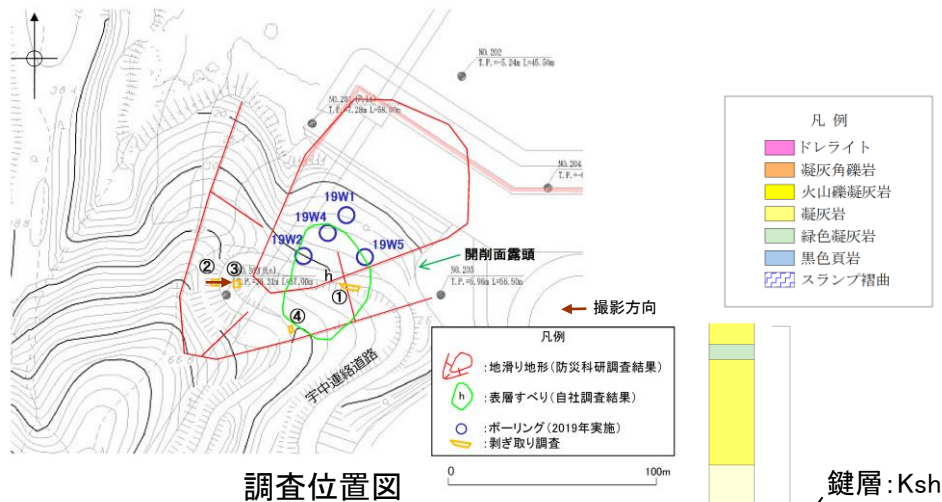 NO.202
T.P.=-5.24m L=45.50m
NO.204
19W1
19W4
19W2
19W5
h
①
②
③
④
開削面露頭
NO.203
T.P.=5.96m L=56.50m
撮影方向
宇中連絡道路
凡例
:地滑り地形(防災科研調査結果)
h :表層すべり(自社調査結果)
:ボーリング(2019年実施)
:剥ぎ取り調査
0 100m
調査位置図
凡 例
ドレライト
凝灰角礫岩
火山礫凝灰岩
凝灰岩
緑色凝灰岩
黒色頁岩
スランプ褶曲
鍵層:Ksh